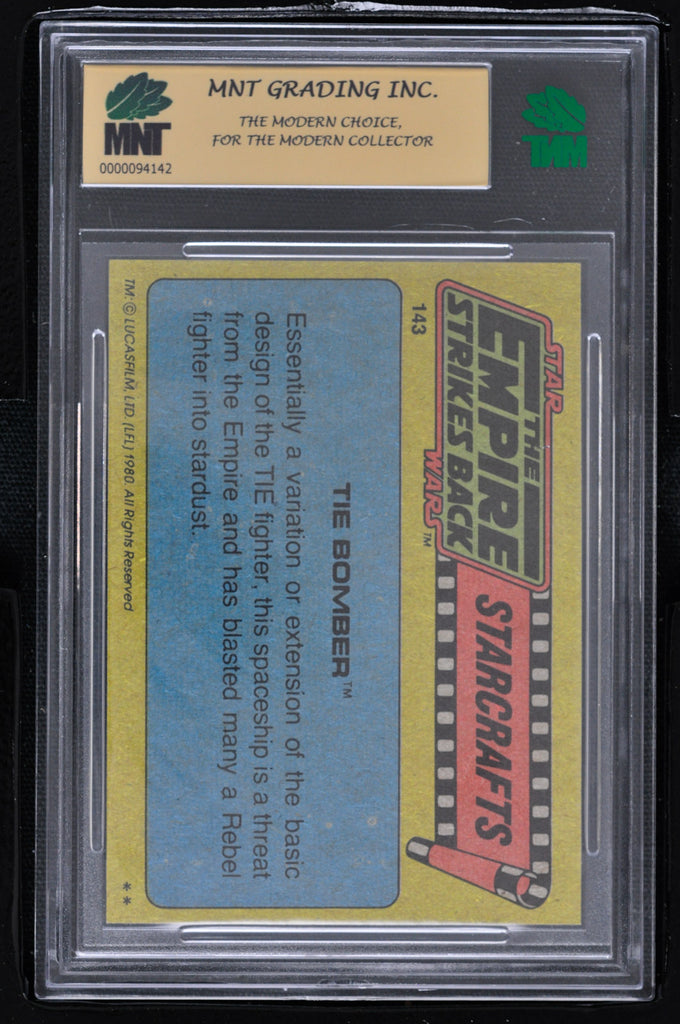 MNT GRADING INC.
THE MODERN CHOICE,
FOR THE MODERN COLLECTOR
MNT
0000094142
MNT
STAR
THE
EMPIRE
STRIKES BACK
WARS™
STARCRAFTS
143
TIE BOMBER™
Essentially a variation or extension of the basic
design of the TIE fighter, this spaceship is a threat
from the Empire and has blasted many a Rebel
fighter into stardust.
TM: © LUCASFILM, LTD. (LFL) 1980. All Rights Reserved
**